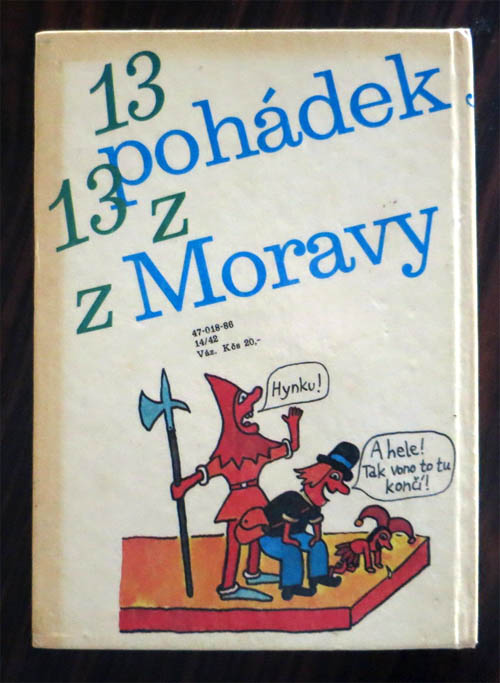 13
pohádek
13 z
z Moravy
47-018-86
14/42
Váz. Kčs 20,-
Hynku!
A hele!
Tak vono to tu
končí!